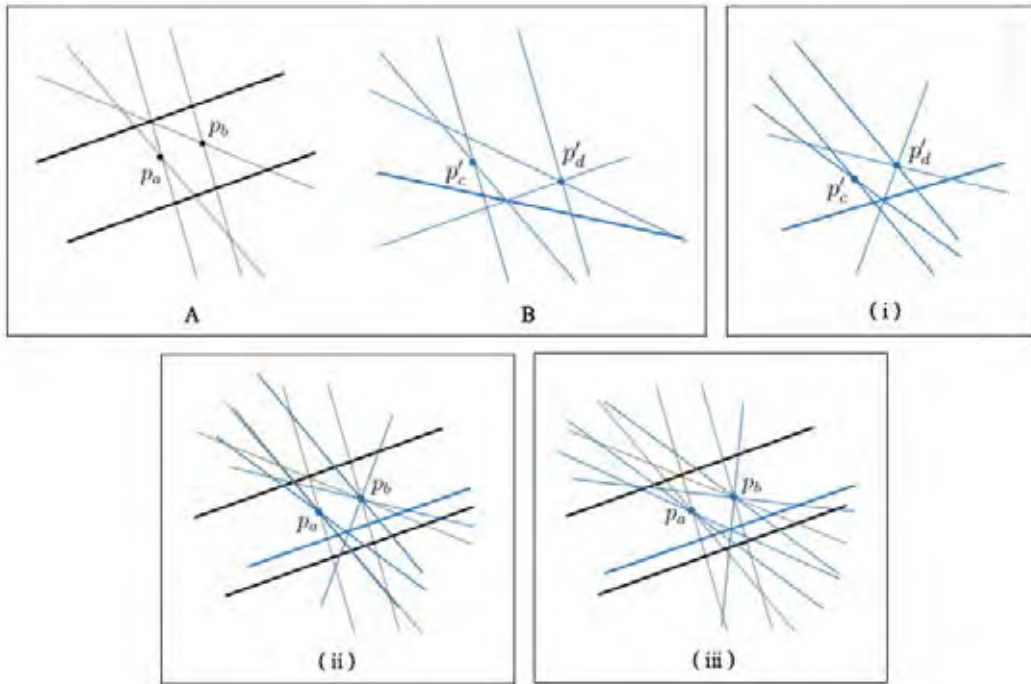 p_b
p_a
A
p'_c
p'_d
B
p'_d
p'_c
(i)
p_b
p_a
(ii)
p_b
p_a
(iii)